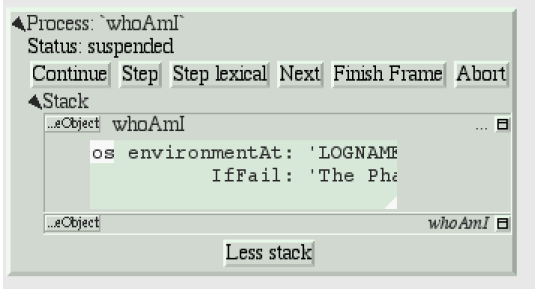 Process: `whoAmI`
Status: suspended
Continue Step Step lexical Next Finish Frame Abort
Stack
...eObject whoAmI ...
os environmentAt: 'LOGNAME
IfFail: 'The Pha
...eObject whoAmI
Less stack